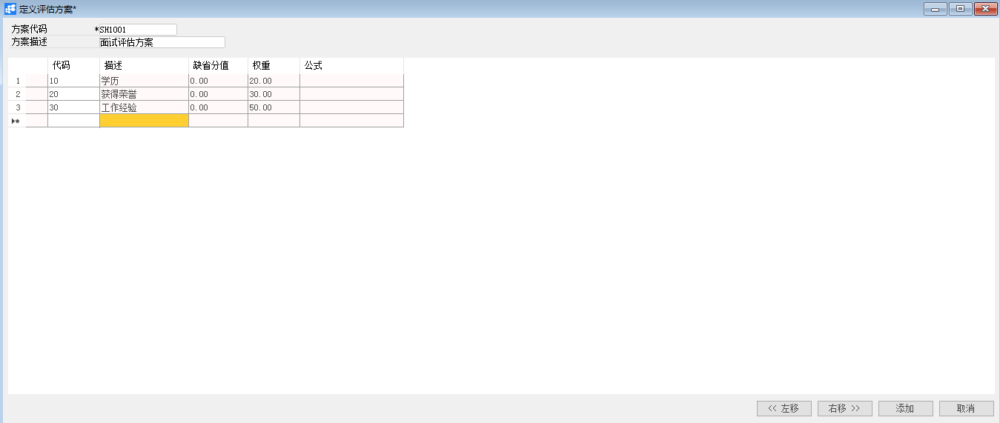 定义评估方案*
方案代码 *SH1001
方案描述 面试评估方案
代码 描述 缺省分值 权重 公式
1 10 学历 0.00 20.00
2 20 获得荣誉 0.00 30.00
3 30 工作经验 0.00 50.00
*
<< 左移 右移 >> 添加 取消